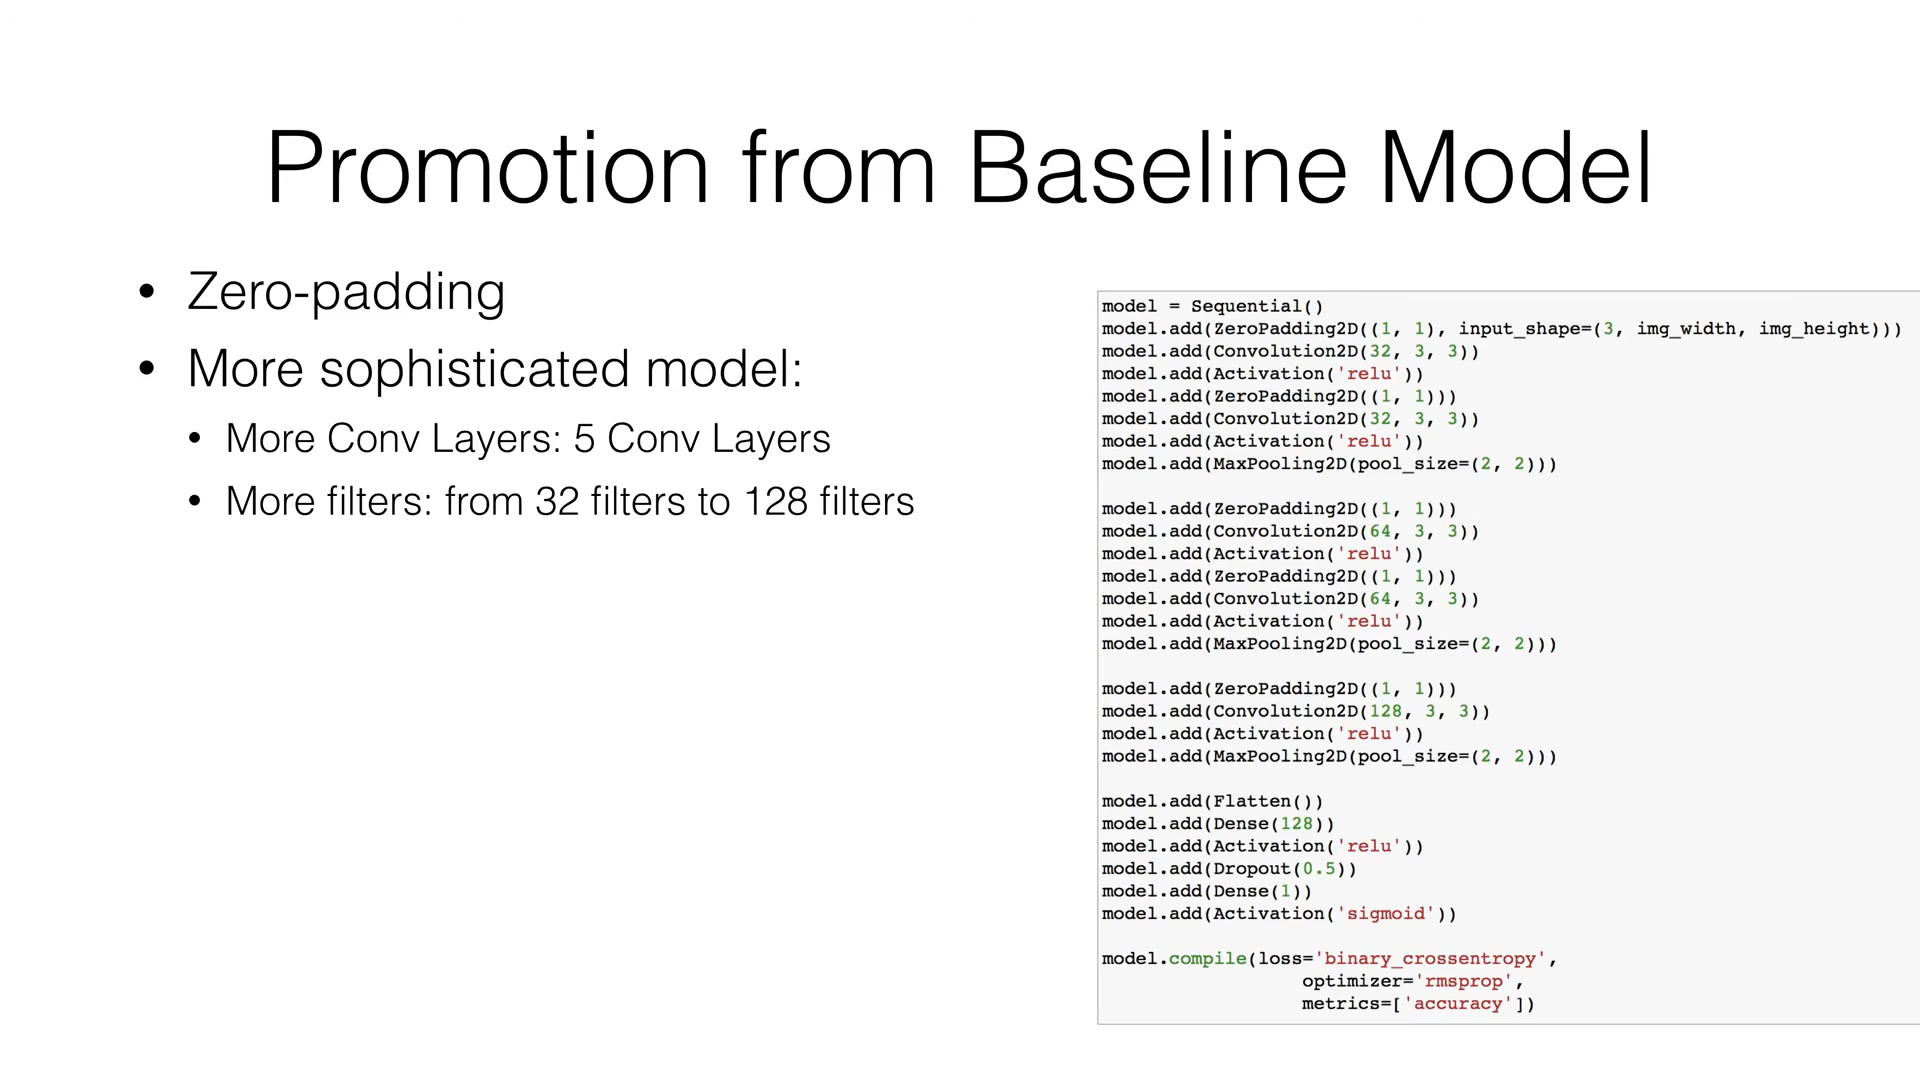 Promotion from Baseline Model
• Zero-padding
• More sophisticated model:
• More Conv Layers: 5 Conv Layers
• More filters: from 32 filters to 128 filters
model = Sequential()
model.add(ZeroPadding2D((1, 1), input_shape=(3, img_width, img_height)))
model.add(Convolution2D(32, 3, 3))
model.add(Activation('relu'))
model.add(ZeroPadding2D((1, 1)))
model.add(Convolution2D(32, 3, 3))
model.add(Activation('relu'))
model.add(MaxPooling2D(pool_size=(2, 2)))
model.add(ZeroPadding2D((1, 1)))
model.add(Convolution2D(64, 3, 3))
model.add(Activation('relu'))
model.add(ZeroPadding2D((1, 1)))
model.add(Convolution2D(64, 3, 3))
model.add(Activation('relu'))
model.add(MaxPooling2D(pool_size=(2, 2)))
model.add(ZeroPadding2D((1, 1)))
model.add(Convolution2D(128, 3, 3))
model.add(Activation('relu'))
model.add(MaxPooling2D(pool_size=(2, 2)))
model.add(Flatten())
model.add(Dense(128))
model.add(Activation('relu'))
model.add(Dropout(0.5))
model.add(Dense(1))
model.add(Activation('sigmoid'))
model.compile(loss='binary_crossentropy',
optimizer='rmsprop',
metrics=['accuracy'])